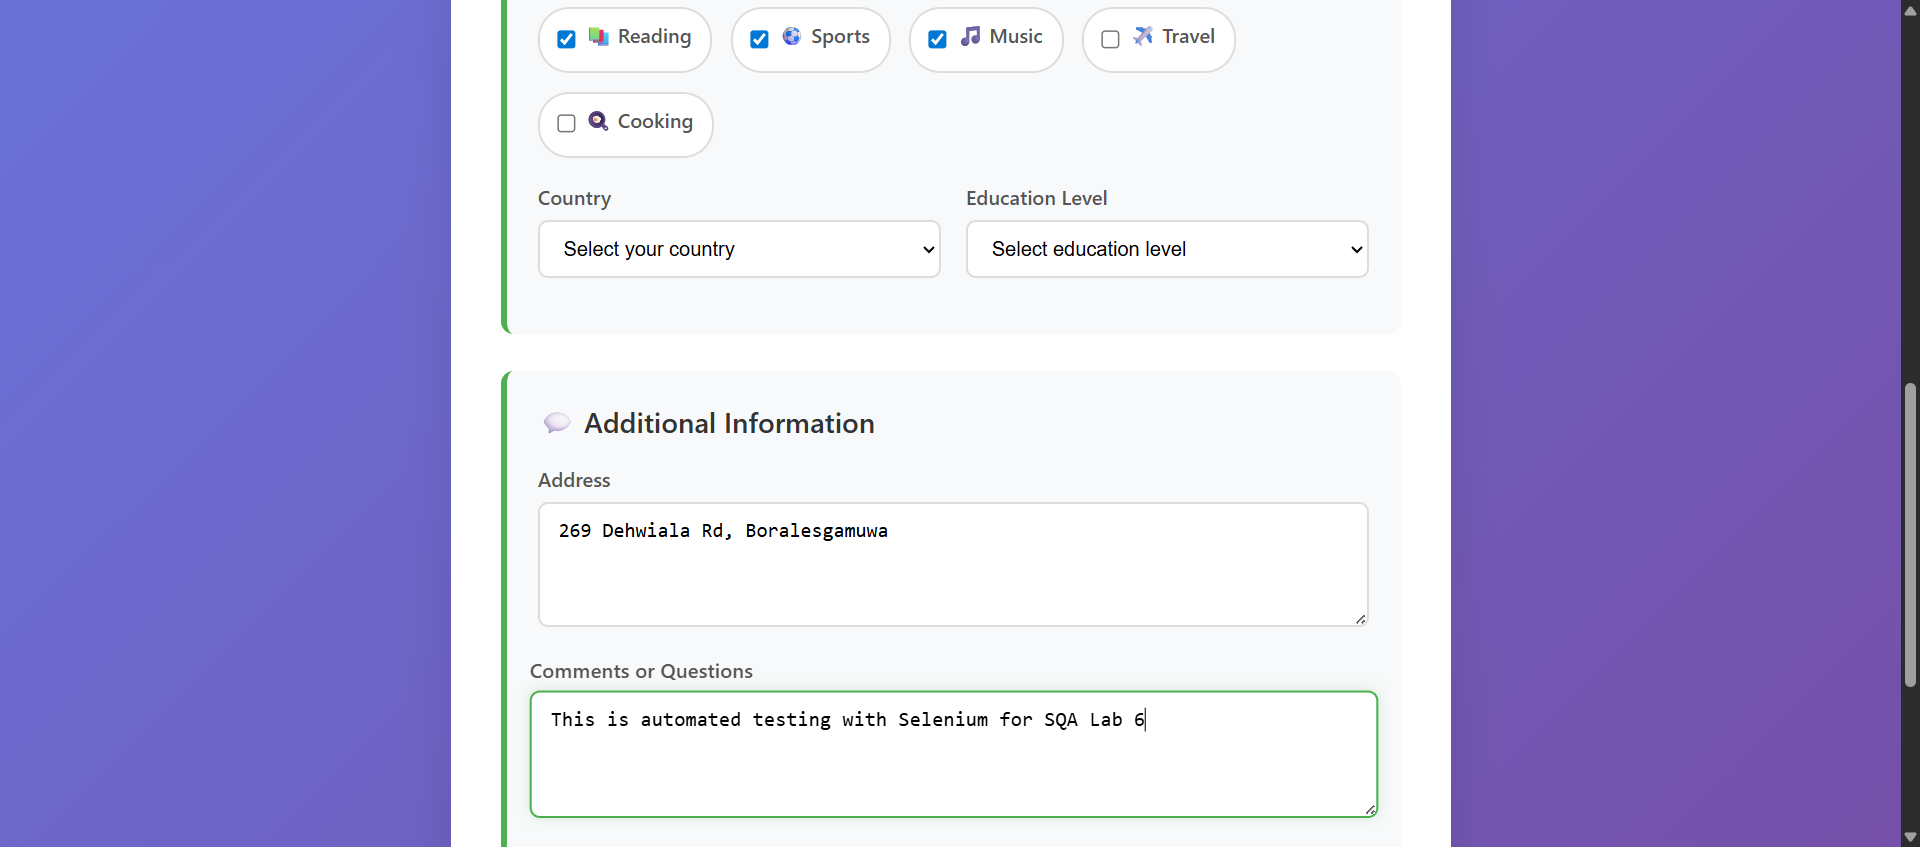 Reading
Sports
Music
Travel
Cooking
Country
Education Level
Select your country
Select education level
Additional Information
Address
269 Dehwiala Rd, Boralesgamuwa
Comments or Questions
This is automated testing with Selenium for SQA Lab 6